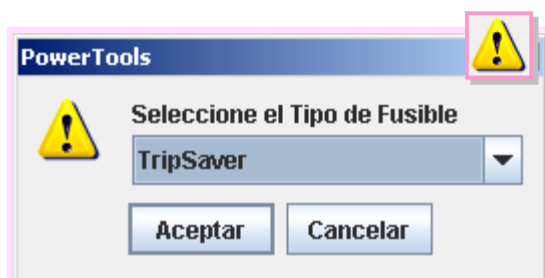 PowerTools
Seleccione el Tipo de Fusible
TripSaver
Aceptar Cancelar